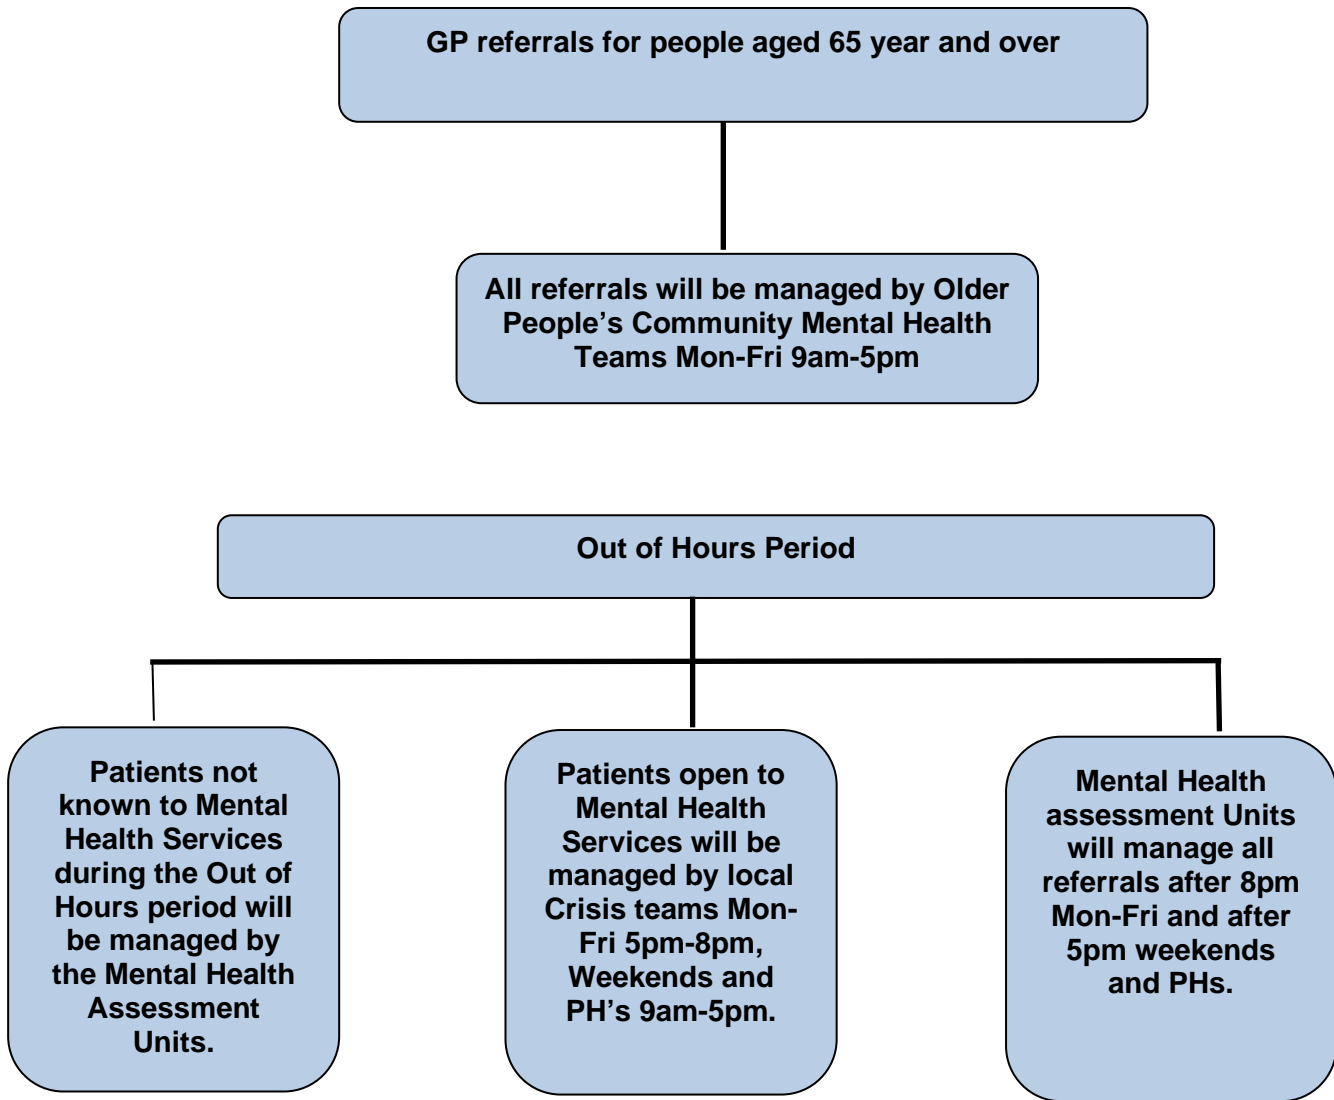 GP referrals for people aged 65 year and over
All referrals will be managed by Older
People’s Community Mental Health
Teams Mon-Fri 9am-5pm
Out of Hours Period
Patients not
known to Mental
Health Services
during the Out of
Hours period will
be managed by
the Mental Health
Assessment
Units.
Patients open to
Mental Health
Services will be
managed by local
Crisis teams Mon-
Fri 5pm-8pm,
Weekends and
PH’s 9am-5pm.
Mental Health
assessment Units
will manage all
referrals after 8pm
Mon-Fri and after
5pm weekends
and PHs.